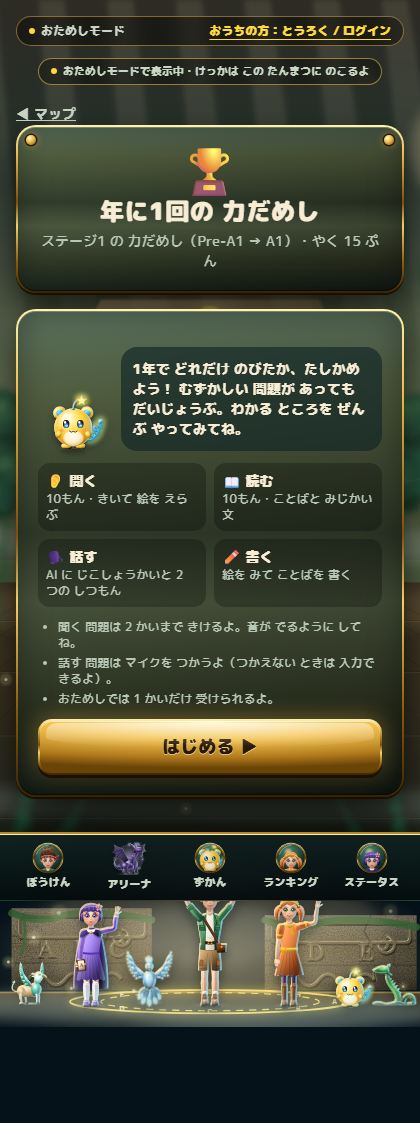 おためしモード
おうちの方：とうろく / ログイン
おためしモードで表示中・けっかは この たんまつに のこるよ
◀ マップ
年に1回の 力だめし
ステージ1 の 力だめし（Pre-A1 → A1）・やく 15 ぷ
ん
1年で どれだけ のびたか、たしかめ
よう！ むずかしい 問題が あっても
だいじょうぶ。わかる ところを ぜん
ぶ やってみてね。
聞く
10もん・きいて 絵を えら
ぶ
読む
10もん・ことばと みじかい
文
話す
AI に じこしょうかいと 2
つの しつもん
書く
絵を みて ことばを 書く
• 聞く 問題は 2 かいまで きけるよ。音が でるように して
ね。
• 話す 問題は マイクを つかうよ（つかえない ときは 入力で
きるよ）。
• おためしでは 1 かいだけ 受けられるよ。
はじめる ▶
ぼうけん
アリーナ
ずかん
ランキング
ステータス
A
D E